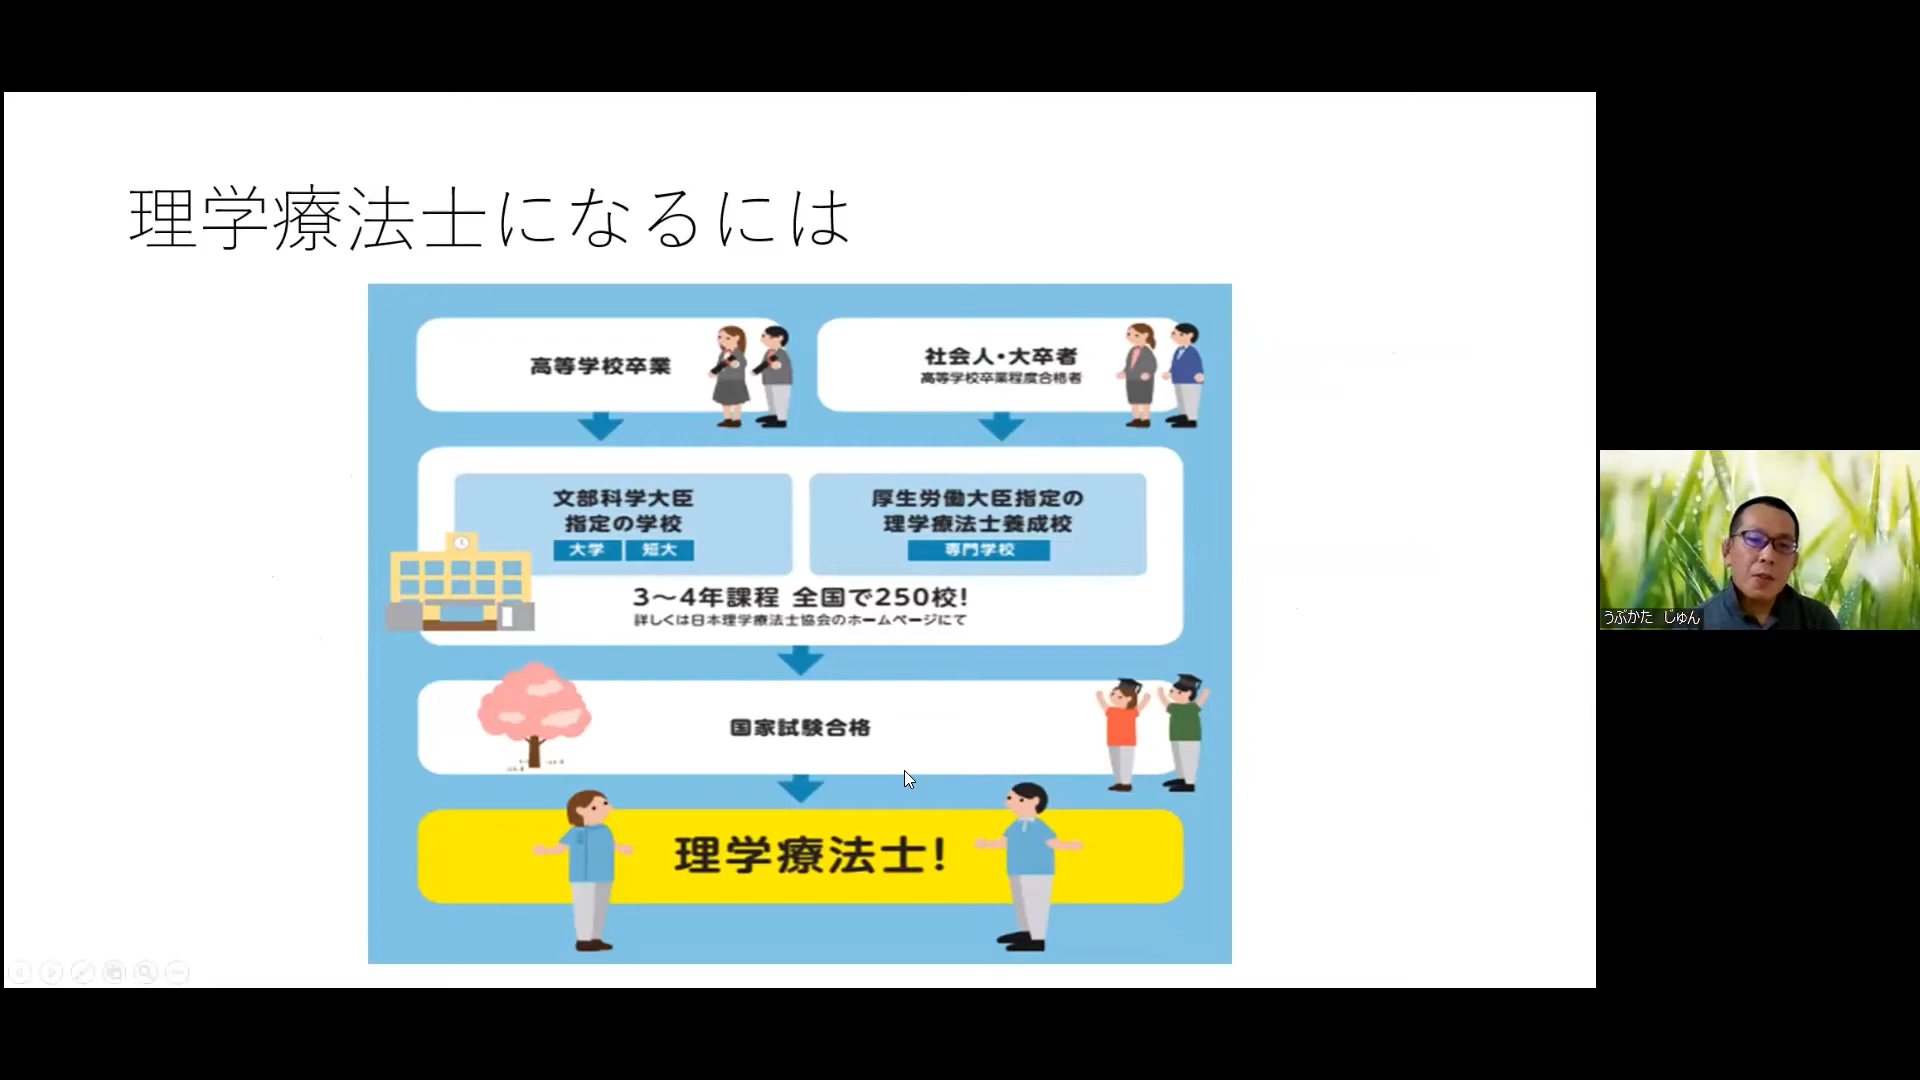 理学療法士になるには
高等学校卒業
社会人・大卒者
高等学校卒業程度合格者
文部科学大臣
指定の学校
大学 短大
厚生労働大臣指定の
理学療法士養成校
専門学校
3～4年課程 全国で250校!
詳しくは日本理学療法士協会のホームページにて
国家試験合格
理学療法士!
うぶかた じゅん